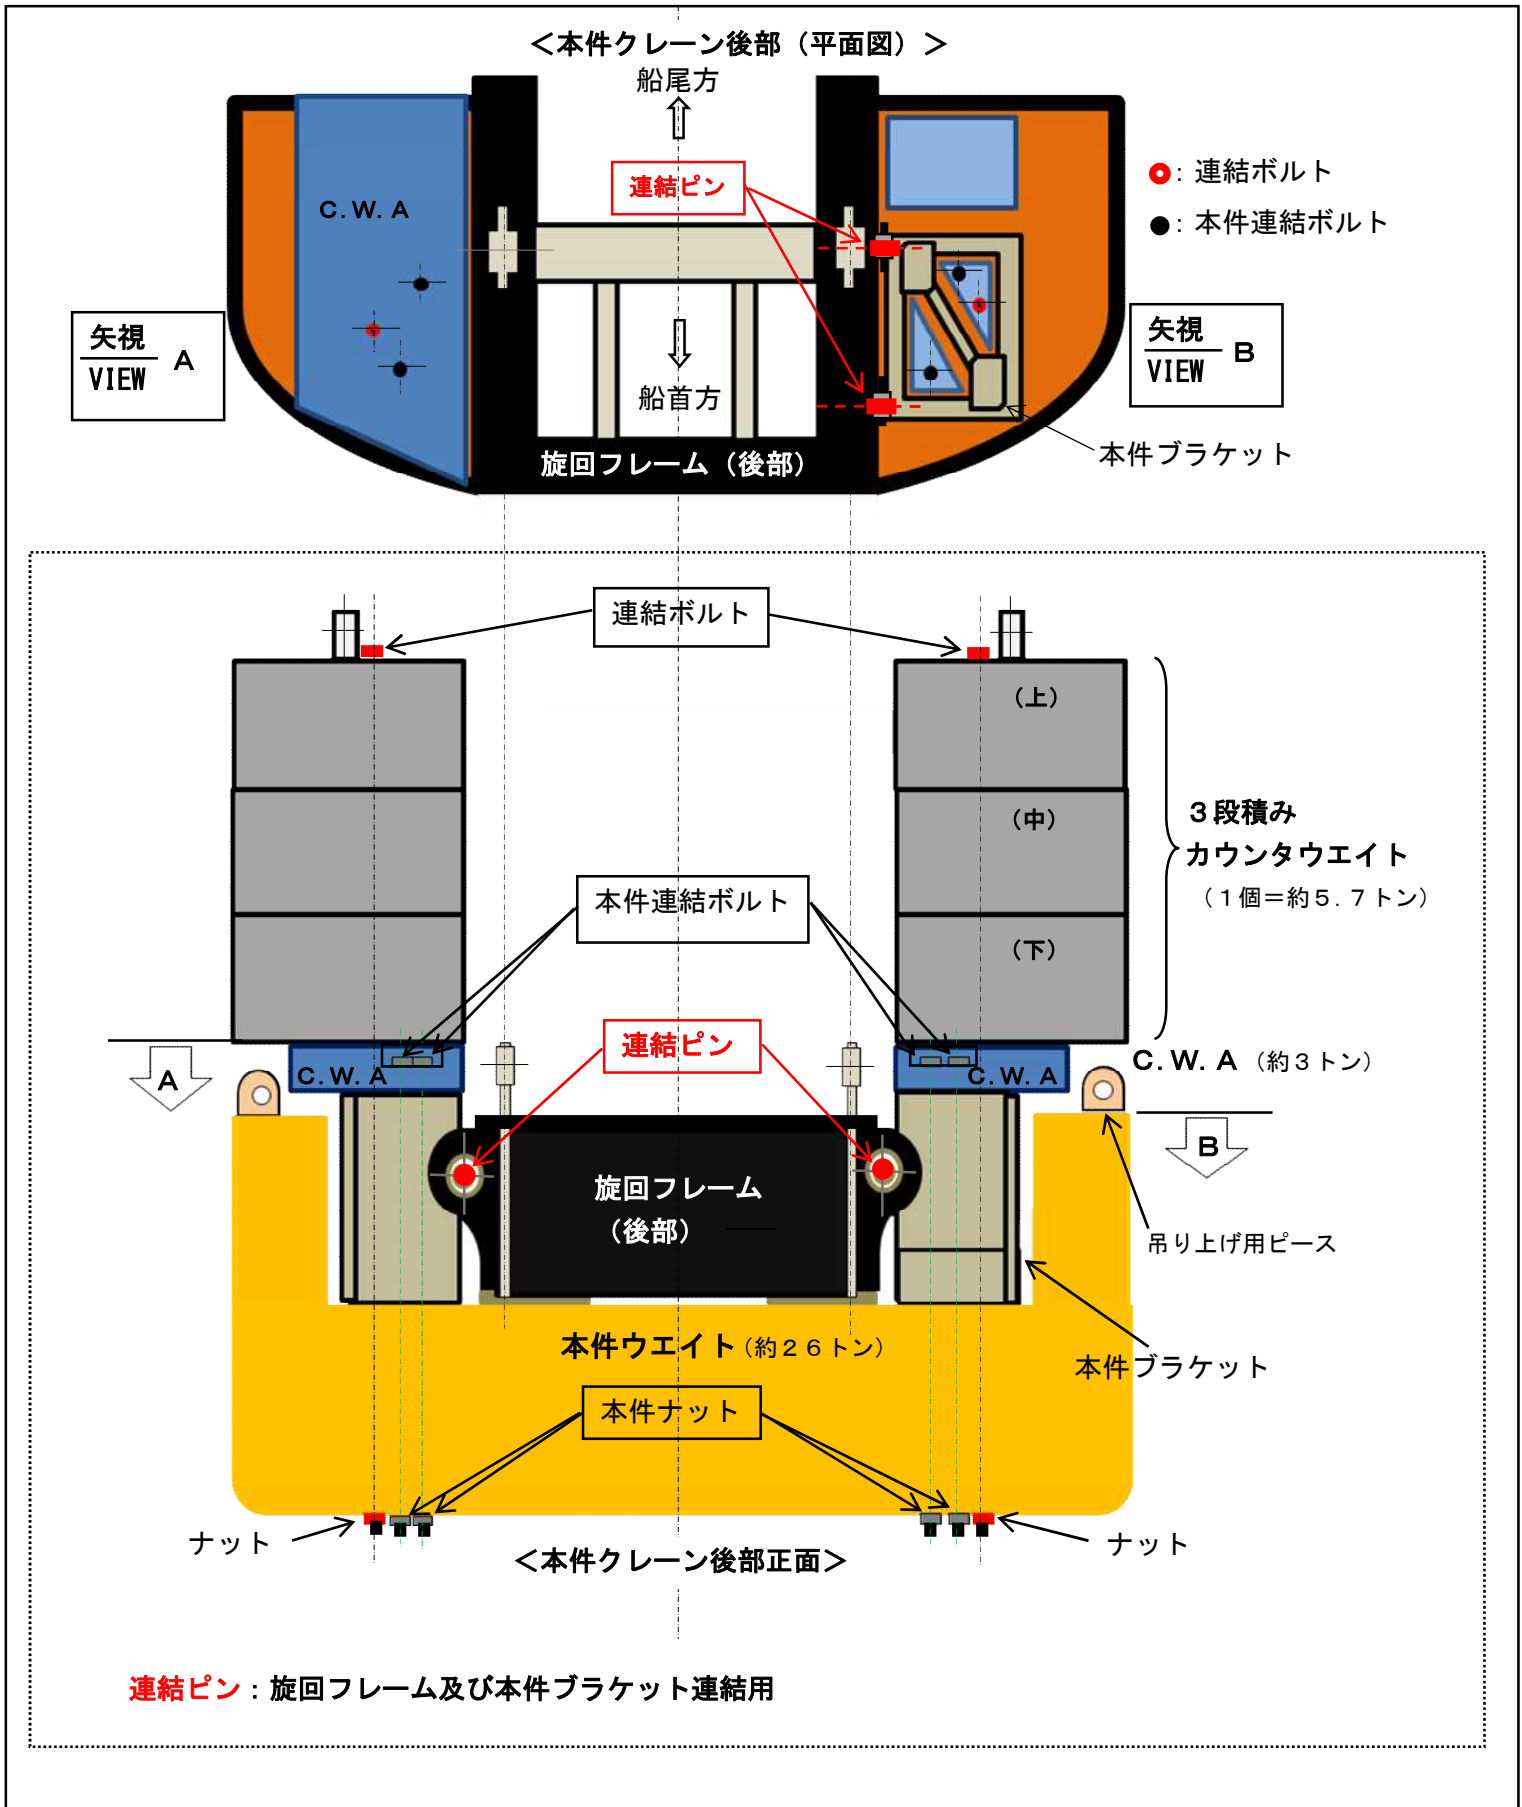 ＜本件クレーン後部（平面図）＞
船尾方
連結ピン
●: 連結ボルト
C.W.A
●: 本件連結ボルト
矢視
VIEW A
矢視
VIEW B
船首方
本件ブラケット
旋回フレーム（後部）
連結ボルト
（上）
（中）
３段積み
カウンタウエイト
（１個＝約５.７トン）
本件連結ボルト
（下）
連結ピン
C.W.A
C.W.A
C.W.A（約３トン）
A
B
旋回フレーム
（後部）
吊り上げ用ピース
本件ウエイト（約２６トン）
本件ブラケット
本件ナット
ナット
ナット
＜本件クレーン後部正面＞
連結ピン：旋回フレーム及び本件ブラケット連結用